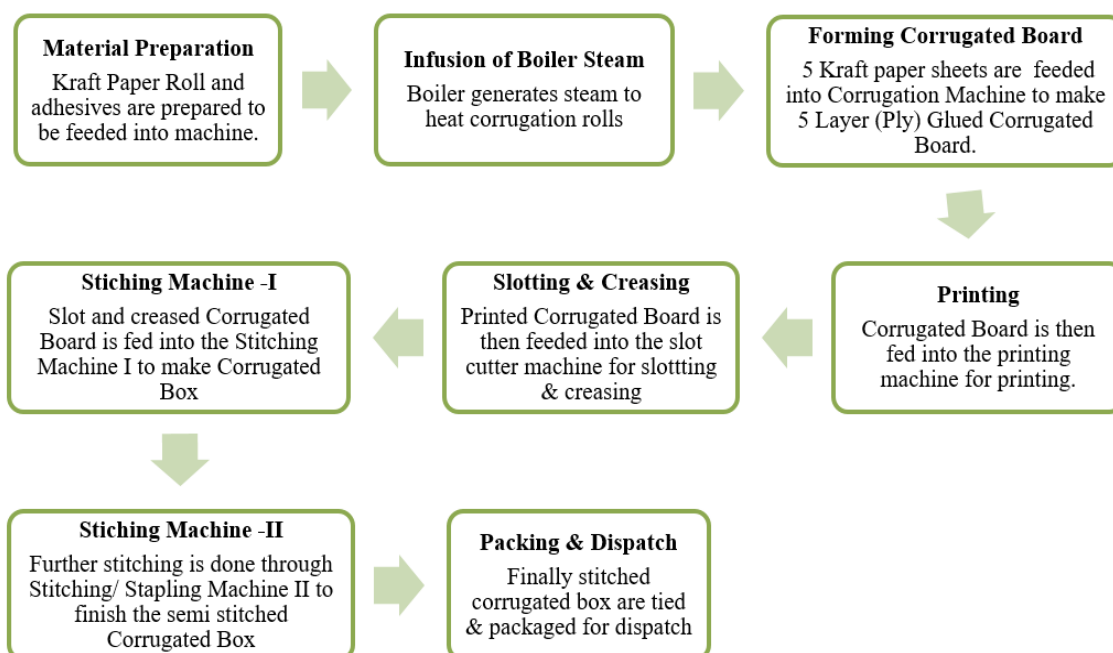 Material Preparation
Kraft Paper Roll and
adhesives are prepared to
be feeded into machine.
Infusion of Boiler Steam
Boiler generates steam to
heat corrugation rolls
Forming Corrugated Board
5 Kraft paper sheets are  feeded
into Corrugation Machine to make
5 Layer (Ply) Glued Corrugated
Board.
Printing
Corrugated Board is then
fed into the printing
machine for printing.
Slotting & Creasing
Printed Corrugated Board is
then feeded into the slot
cutter machine for slottting
& creasing
Stiching Machine -I
Slot and creased Corrugated
Board is fed into the Stitching
Machine I to make Corrugated
Box
Stiching Machine -II
Further stitching is done through
Stitching/ Stapling Machine II to
finish the semi stitched
Corrugated Box
Packing & Dispatch
Finally stitched
corrugated box are tied
& packaged for dispatch